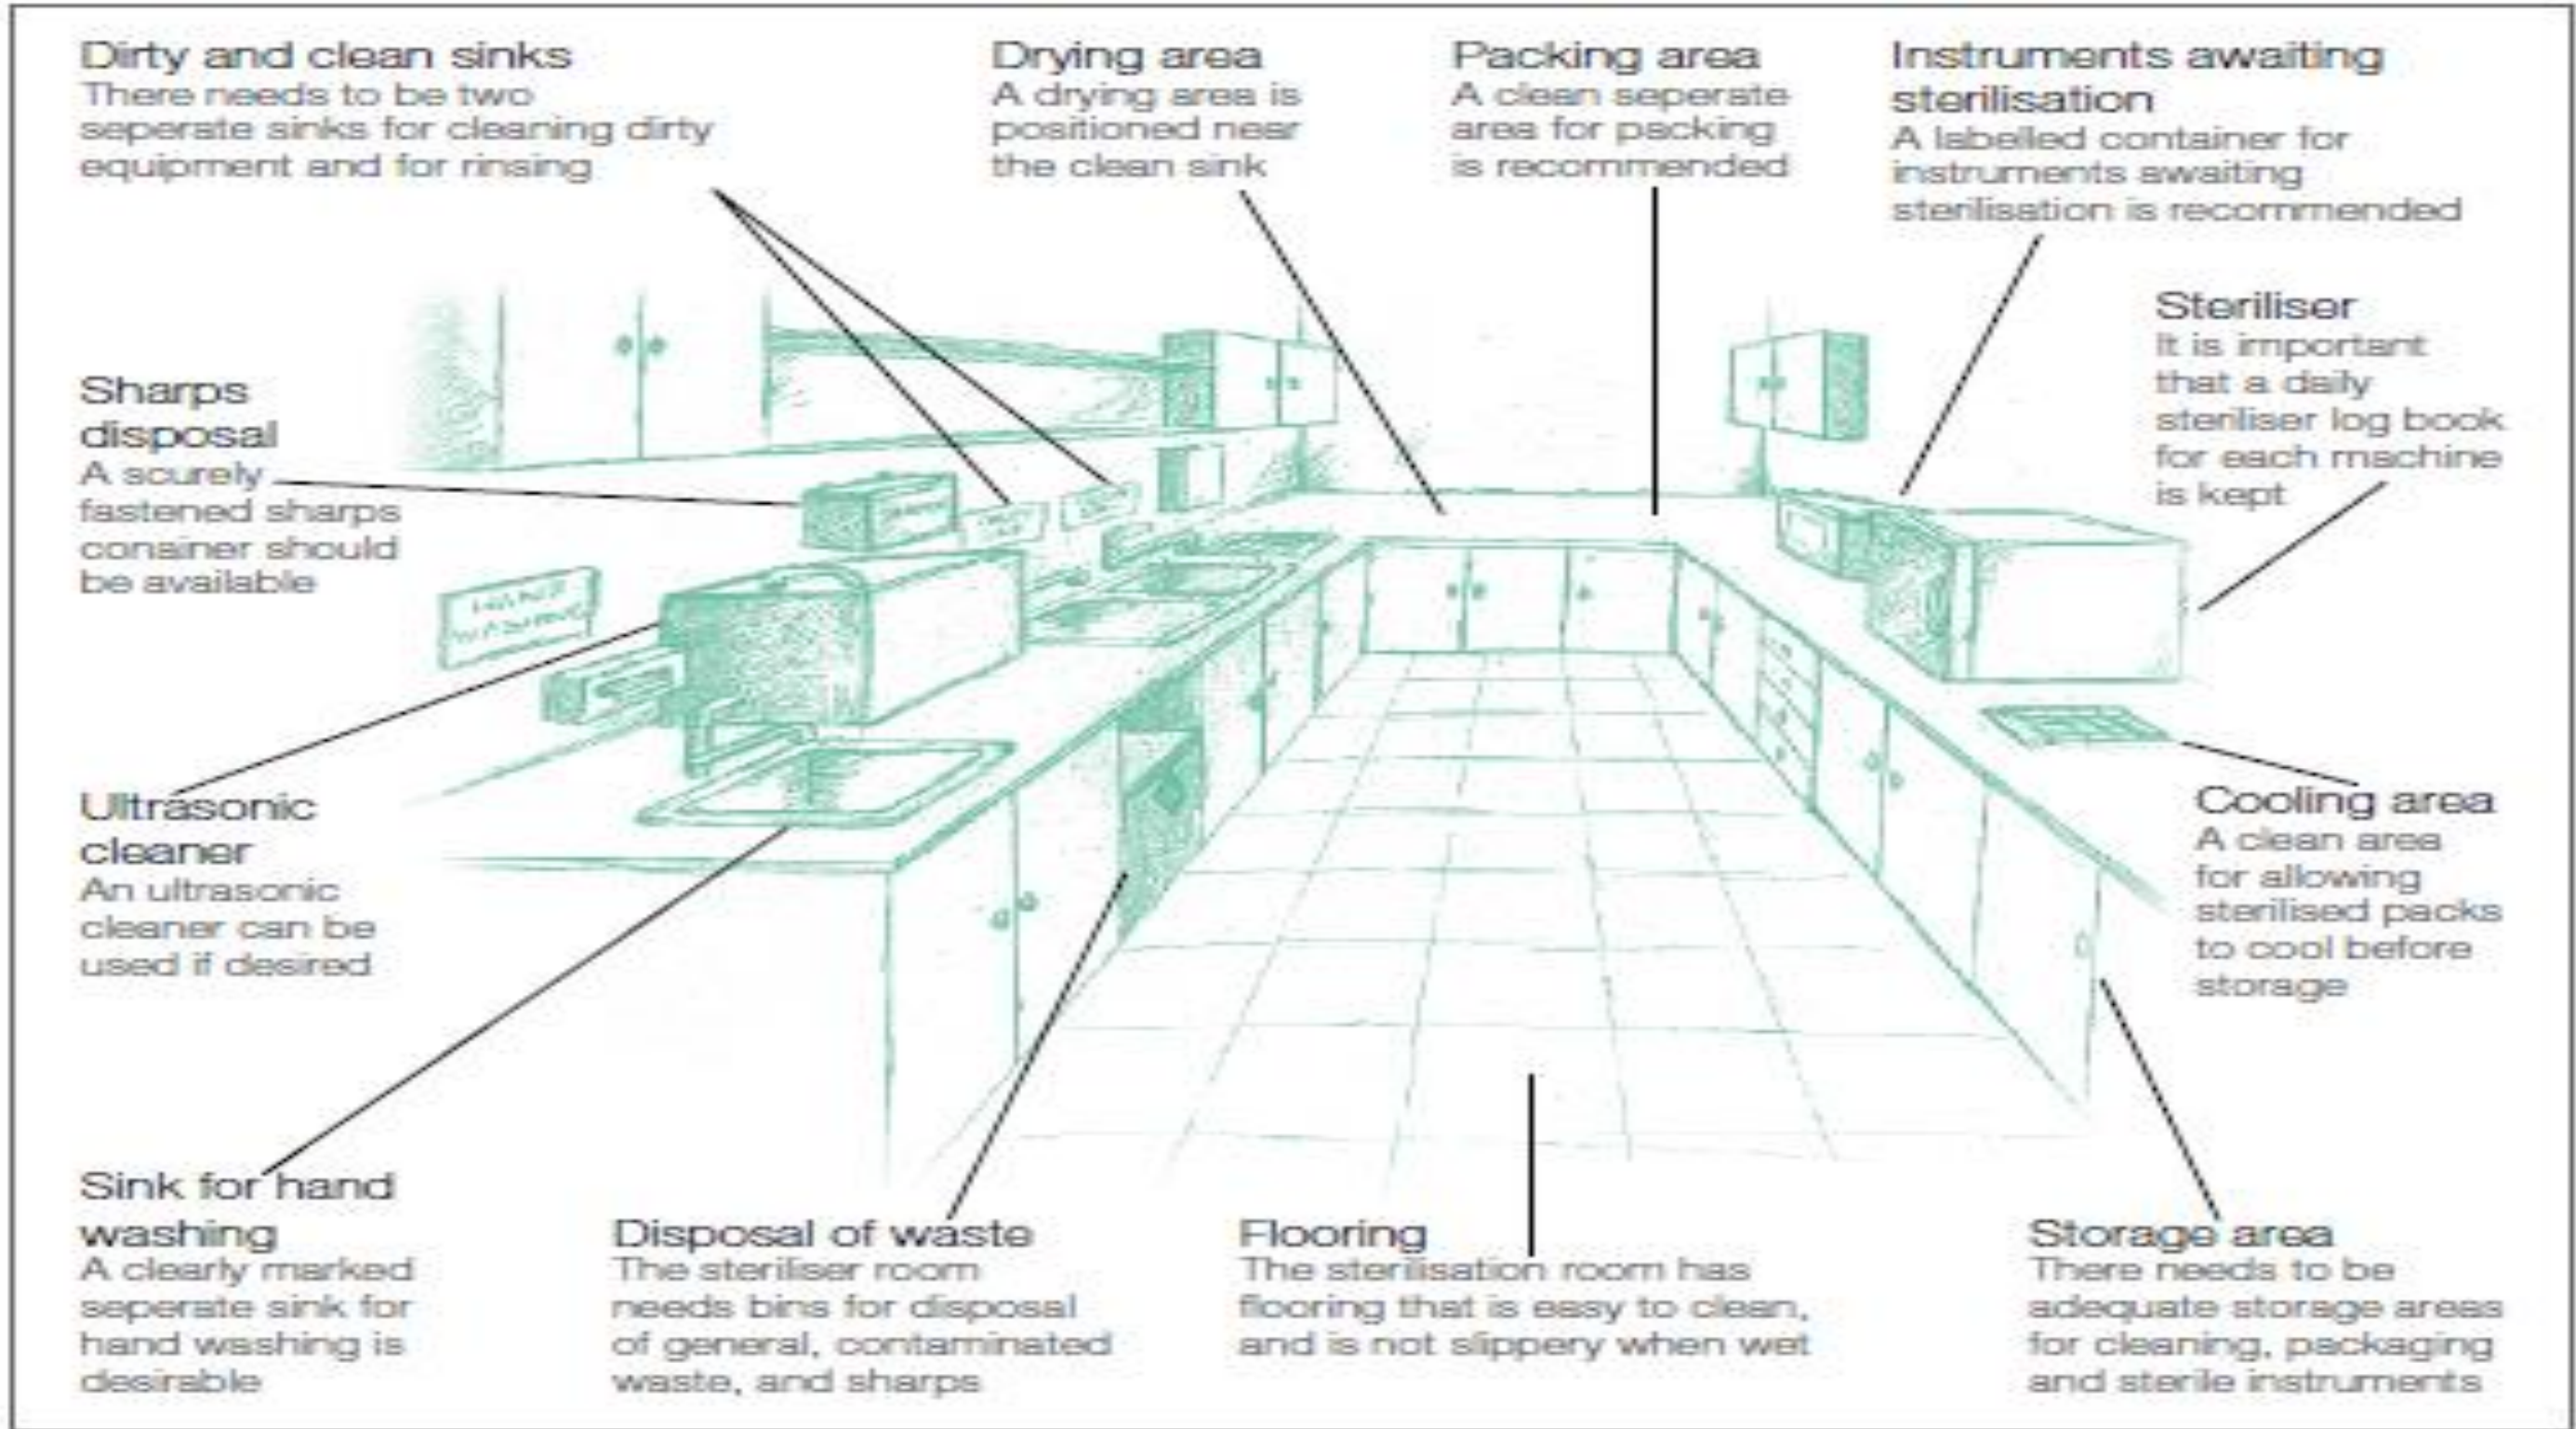 Dirty and clean sinks
There needs to be two
seperate sinks for cleaning dirty
equipment and for rinsing
Drying area
A drying area is
positioned near
the clean sink
Packing area
A clean seperate
area for packing
is recommended
Instruments awaiting
sterilisation
A labelled container for
instruments awaiting
sterilisation is recommended
Steriliser
It is important
that a daily
steriliser log book
for each machine
is kept
Sharps
disposal
A scurely
fastened sharps
conainer should
be available
HAND
WASHING
Ultrasonic
cleaner
An ultrasonic
cleaner can be
used if desired
Cooling area
A clean area
for allowing
sterilised packs
to cool before
storage
Sink for hand
washing
A clearly marked
seperate sink for
hand washing is
desirable
Disposal of waste
The steriliser room
needs bins for disposal
of general, contaminated
waste, and sharps
Flooring
The sterilisation room has
flooring that is easy to clean,
and is not slippery when wet
Storage area
There needs to be
adequate storage areas
for cleaning, packaging
and sterile instruments